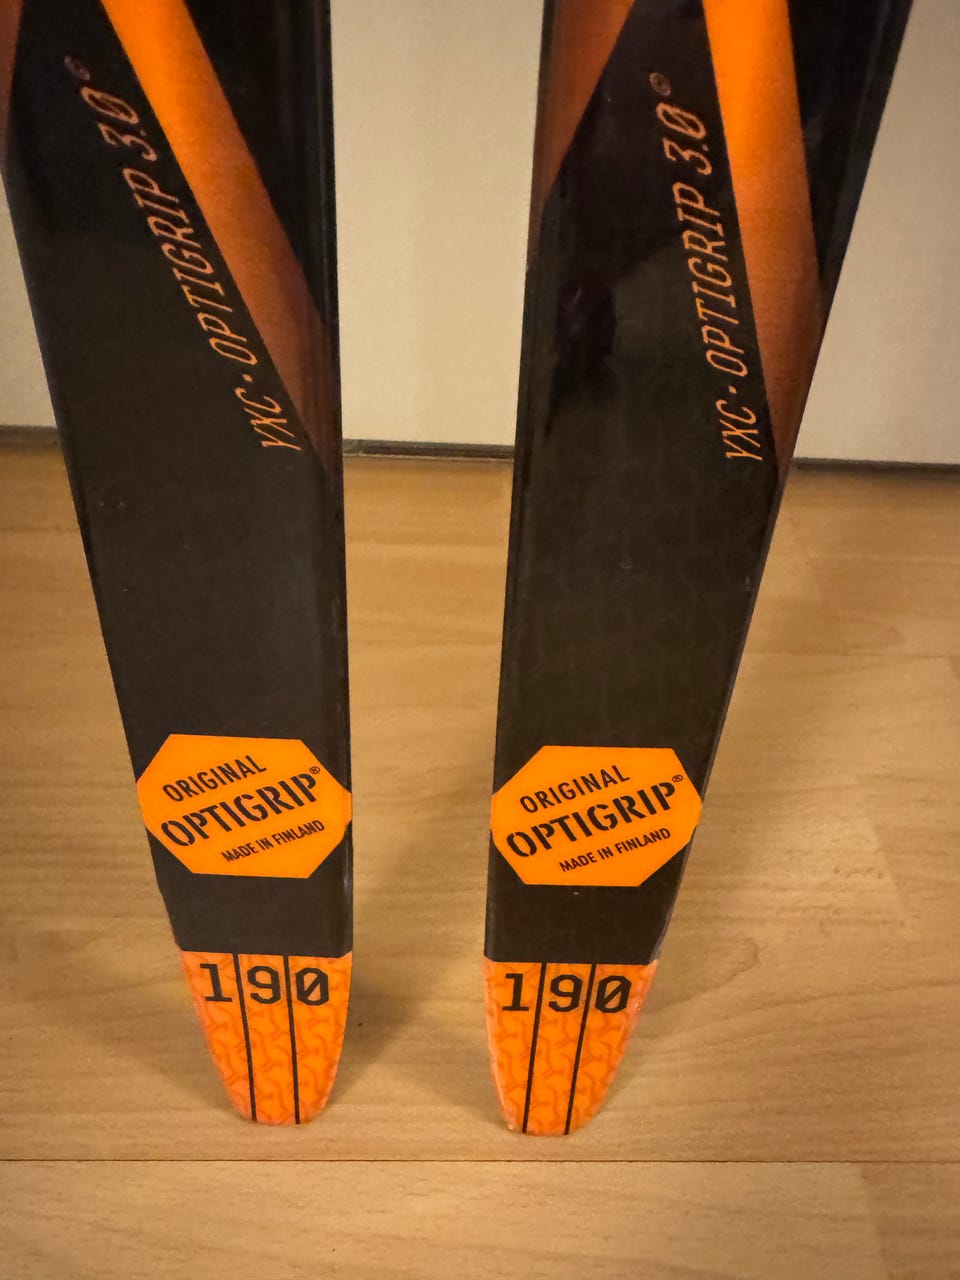 YXC · OPTIGRIP 3.0°
ORIGINAL
OPTIGRIP®
MADE IN FINLAND
190
YXC · OPTIGRIP 3.0°
ORIGINAL
OPTIGRIP®
MADE IN FINLAND
190